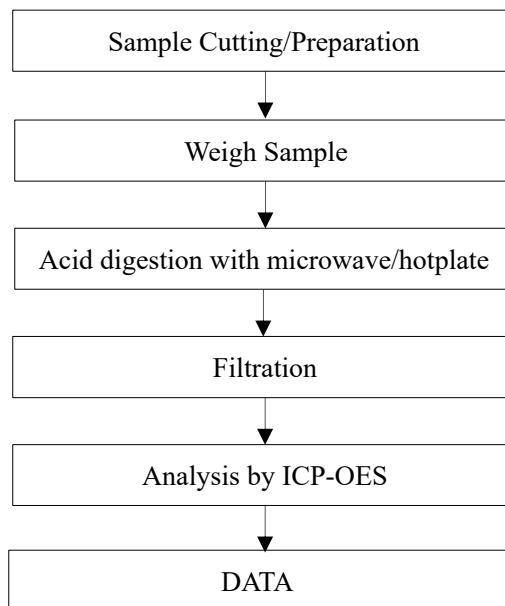 Sample Cutting/Preparation
Weigh Sample
Acid digestion with microwave/hotplate
Filtration
Analysis by ICP-OES
DATA